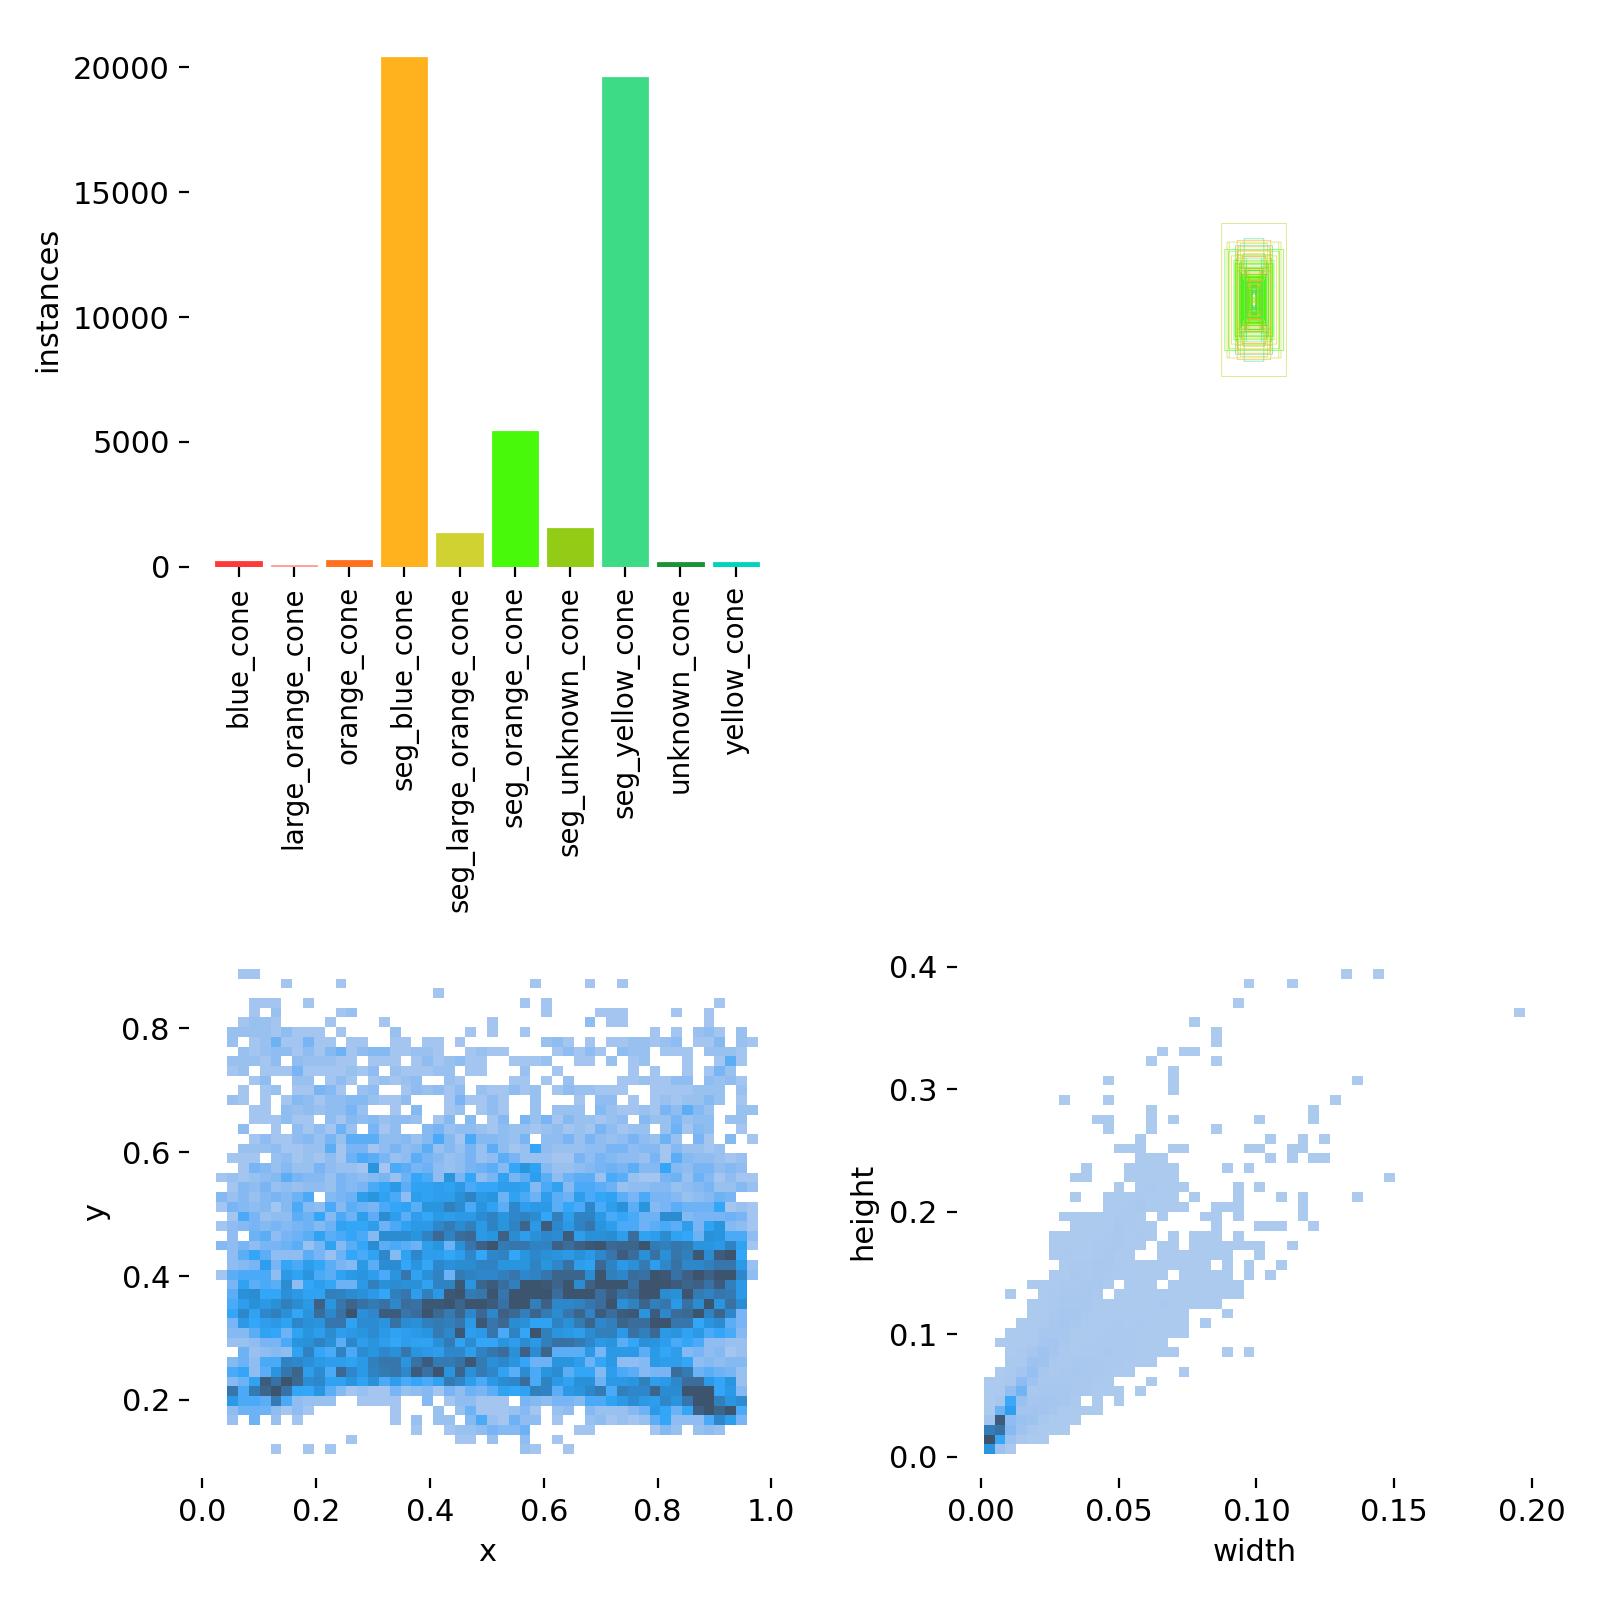 20000
15000
10000
5000
0
instances
blue_cone
large_orange_cone
orange_cone
seg_blue_cone
seg_large_orange_cone
seg_orange_cone
seg_unknown_cone
seg_yellow_cone
unknown_cone
yellow_cone
0.8
0.6
0.4
0.2
y
0.0 0.2 0.4 0.6 0.8 1.0
x
0.4
0.3
0.2
0.1
0.0
height
0.00 0.05 0.10 0.15 0.20
width